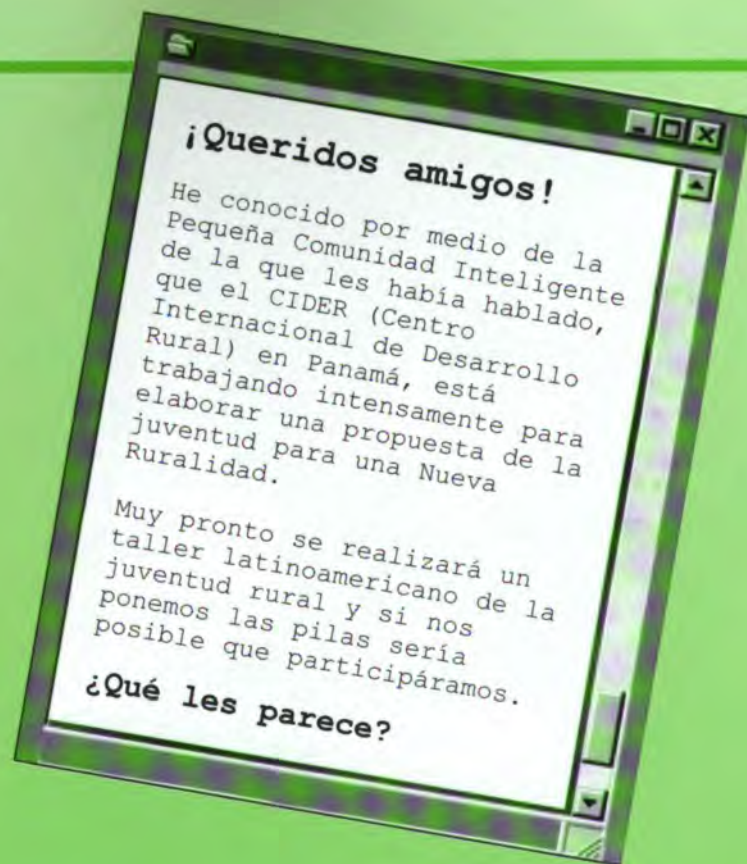 ¡Queridos amigos!
He conocido por medio de la
Pequeña Comunidad Inteligente
de la que les había hablado,
que el CIDER (Centro
Internacional de Desarrollo
Rural) en Panamá, está
trabajando intensamente para
elaborar una propuesta de la
juventud para una Nueva
Ruralidad.
Muy pronto se realizará un
taller latinoamericano de la
juventud rural y si nos
ponemos las pilas sería
posible que participáramos.
¿Qué les parece?